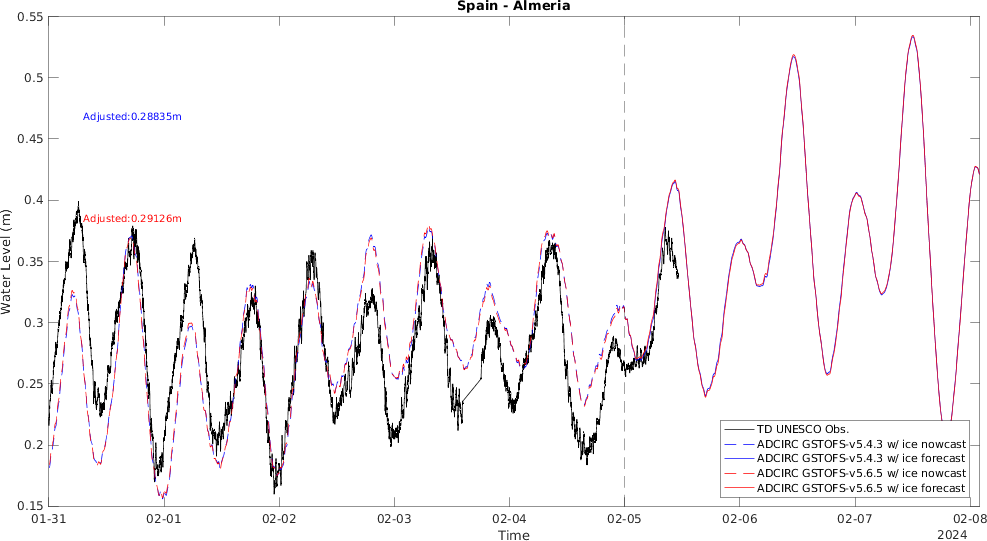 Spain - Almeria
0.55
0.5
0.45
0.4
0.35
0.3
0.25
0.2
0.15
Water Level (m)
Adjusted:0.28835m
Adjusted:0.29126m
TD UNESCO Obs.
ADCIRC GSTOFS-v5.4.3 w/ ice nowcast
ADCIRC GSTOFS-v5.4.3 w/ ice forecast
ADCIRC GSTOFS-v5.6.5 w/ ice nowcast
ADCIRC GSTOFS-v5.6.5 w/ ice forecast
01-31 02-01 02-02 02-03 02-04 02-05 02-06 02-07 02-08
2024
Time